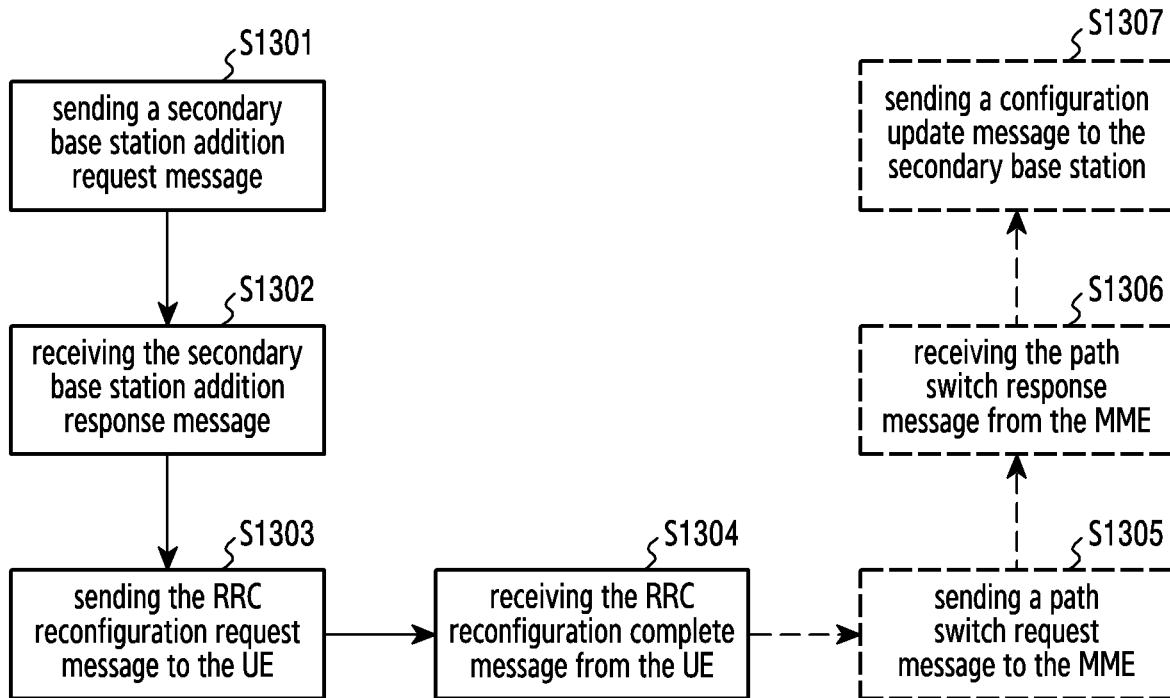 S1301
sending a secondary
base station addition
request message
S1302
receiving the secondary
base station addition
response message
S1303
sending the RRC
reconfiguration request
message to the UE
S1304
receiving the RRC
reconfiguration complete
message from the UE
S1305
sending a path
switch request
message to the MME
S1306
receiving the path
switch response
message from the MME
S1307
sending a configuration
update message to the
secondary base station